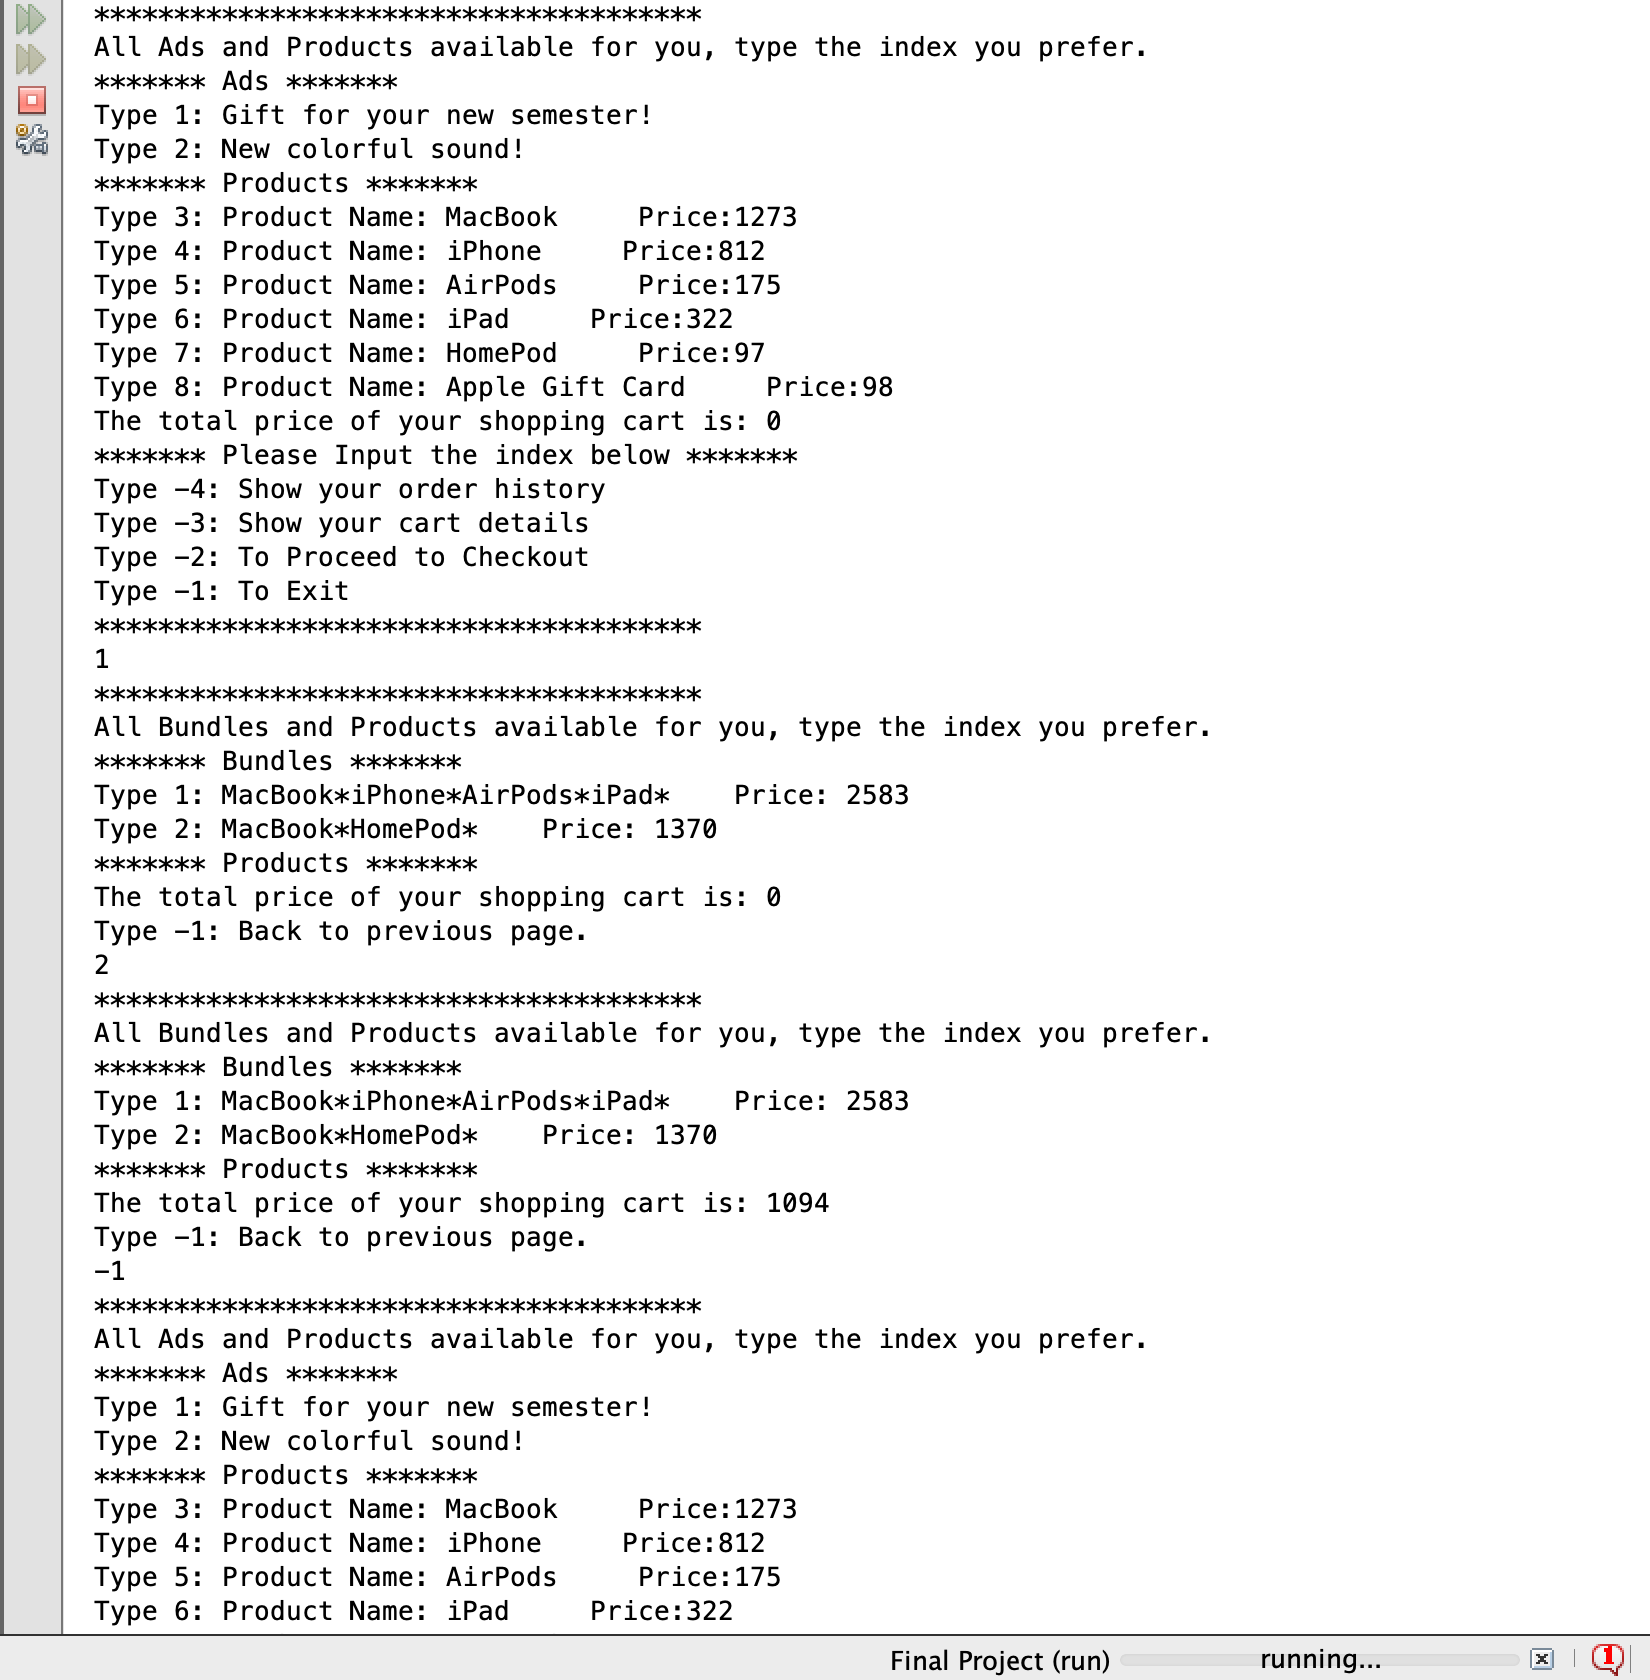 **************************************
All Ads and Products available for you, type the index you prefer.
******* Ads *******
Type 1: Gift for your new semester!
Type 2: New colorful sound!
******* Products *******
Type 3: Product Name: MacBook     Price:1273
Type 4: Product Name: iPhone     Price:812
Type 5: Product Name: AirPods     Price:175
Type 6: Product Name: iPad     Price:322
Type 7: Product Name: HomePod     Price:97
Type 8: Product Name: Apple Gift Card     Price:98
The total price of your shopping cart is: 0
******* Please Input the index below *******
Type -4: Show your order history
Type -3: Show your cart details
Type -2: To Proceed to Checkout
Type -1: To Exit
**************************************
1
**************************************
All Bundles and Products available for you, type the index you prefer.
******* Bundles *******
Type 1: MacBook*iPhone*AirPods*iPad*    Price: 2583
Type 2: MacBook*HomePod*    Price: 1370
******* Products *******
The total price of your shopping cart is: 0
Type -1: Back to previous page.
2
**************************************
All Bundles and Products available for you, type the index you prefer.
******* Bundles *******
Type 1: MacBook*iPhone*AirPods*iPad*    Price: 2583
Type 2: MacBook*HomePod*    Price: 1370
******* Products *******
The total price of your shopping cart is: 1094
Type -1: Back to previous page.
-1
**************************************
All Ads and Products available for you, type the index you prefer.
******* Ads *******
Type 1: Gift for your new semester!
Type 2: New colorful sound!
******* Products *******
Type 3: Product Name: MacBook     Price:1273
Type 4: Product Name: iPhone     Price:812
Type 5: Product Name: AirPods     Price:175
Type 6: Product Name: iPad     Price:322
Final Project (run) running... 1